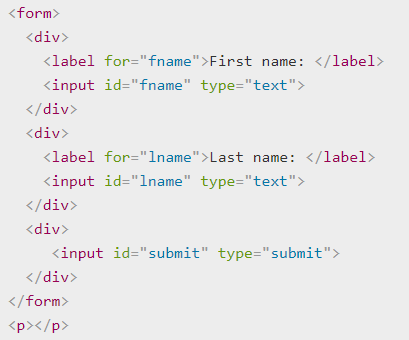 <form>
  <div>
    <label for="fname">First name: </label>
    <input id="fname" type="text">
  </div>
  <div>
    <label for="lname">Last name: </label>
    <input id="lname" type="text">
  </div>
  <div>
     <input id="submit" type="submit">
  </div>
</form>
<p></p>